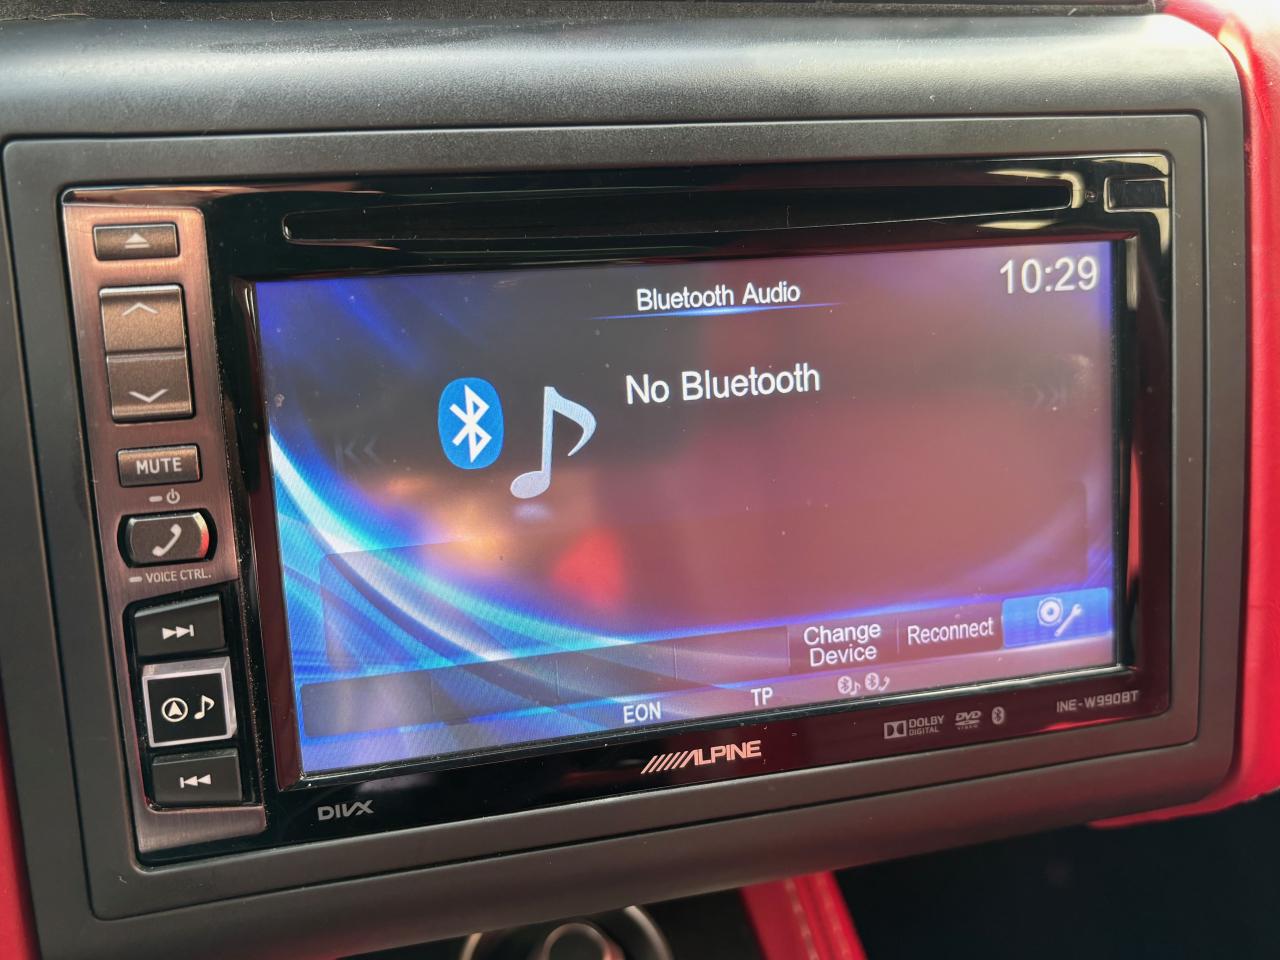 Bluetooth Audio
10:29
No Bluetooth
MUTE
VOICE CTRL.
Change
Device
Reconnect
EON
TP
DOLBY
DIGITAL
DVD
VIDEO
INE-W990BT
ALPINE
DIVX